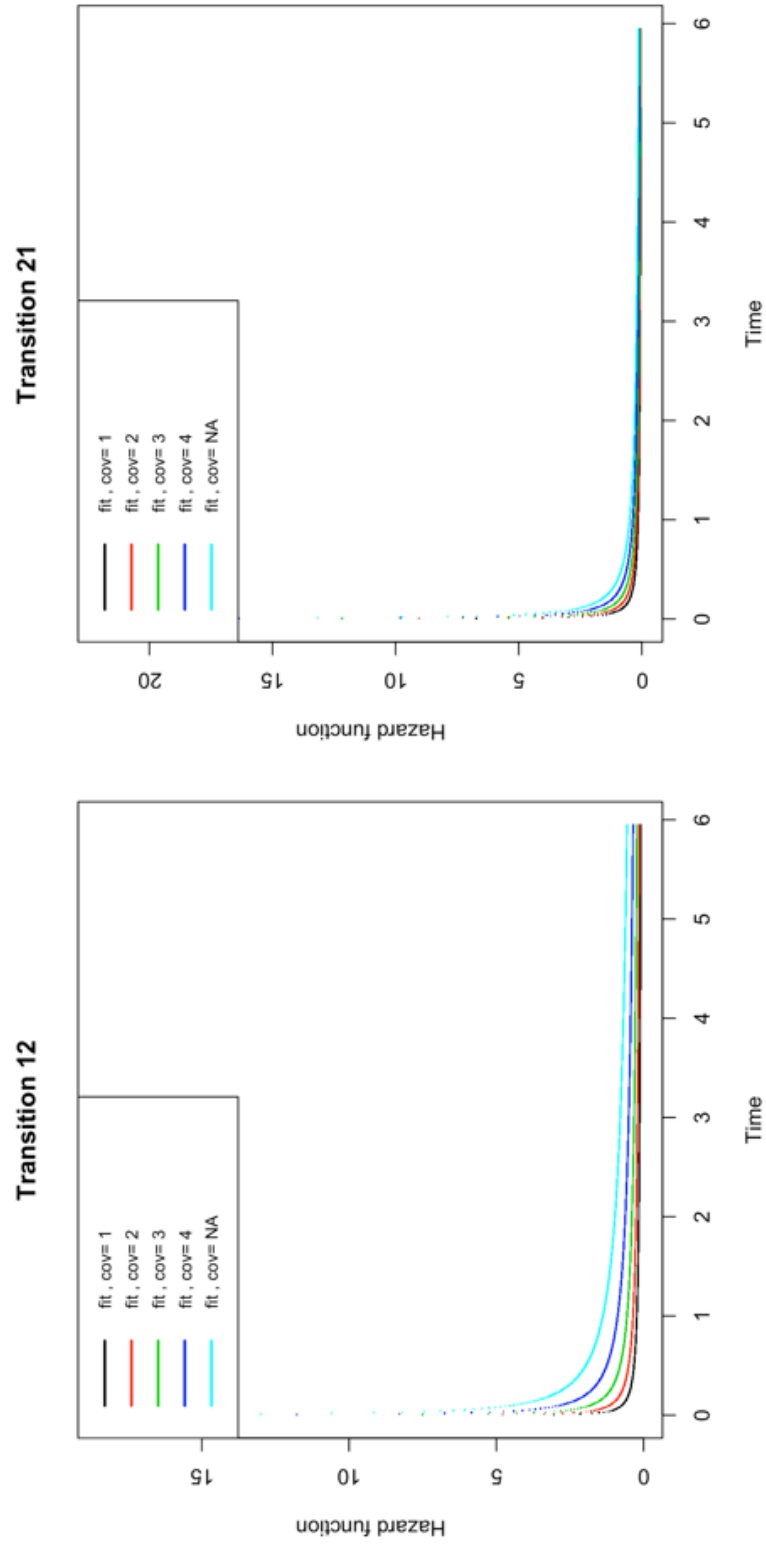 Transition 12
Hazard function
0
5
10
15
fit , cov= 1
fit , cov= 2
fit , cov= 3
fit , cov= 4
fit , cov= NA
0
1
2
3
4
5
6
Time
Transition 21
Hazard function
0
5
10
15
20
fit , cov= 1
fit , cov= 2
fit , cov= 3
fit , cov= 4
fit , cov= NA
0
1
2
3
4
5
6
Time